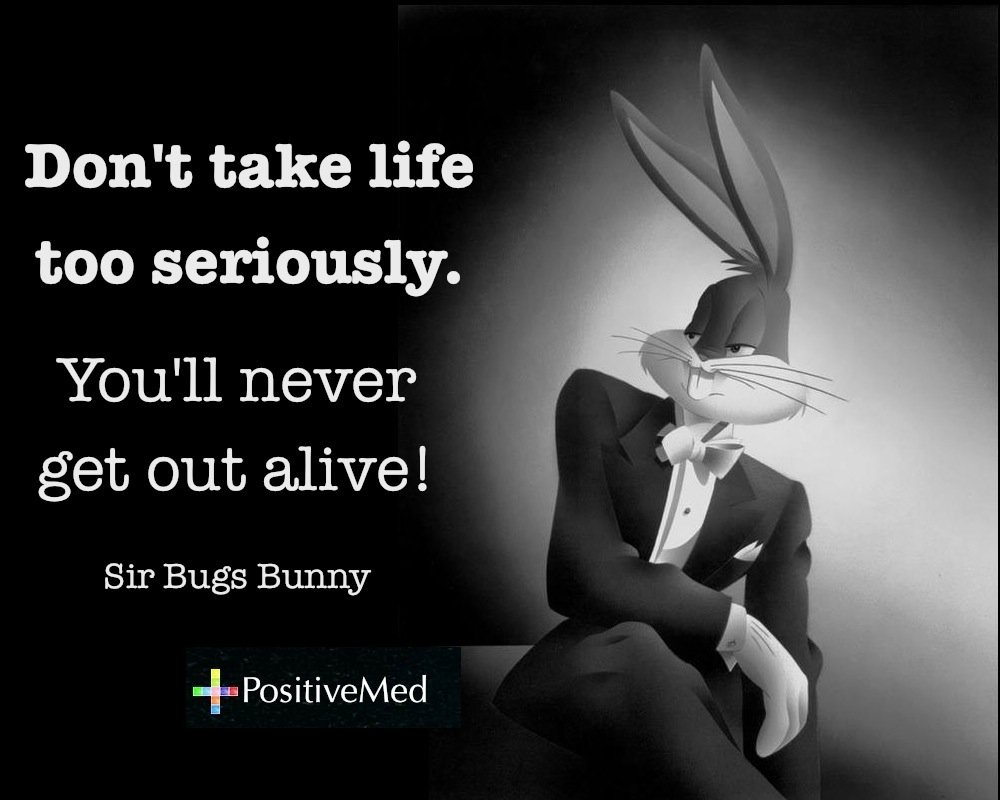 Don't take life
too seriously.
You'll never
get out alive!
Sir Bugs Bunny
PositiveMed